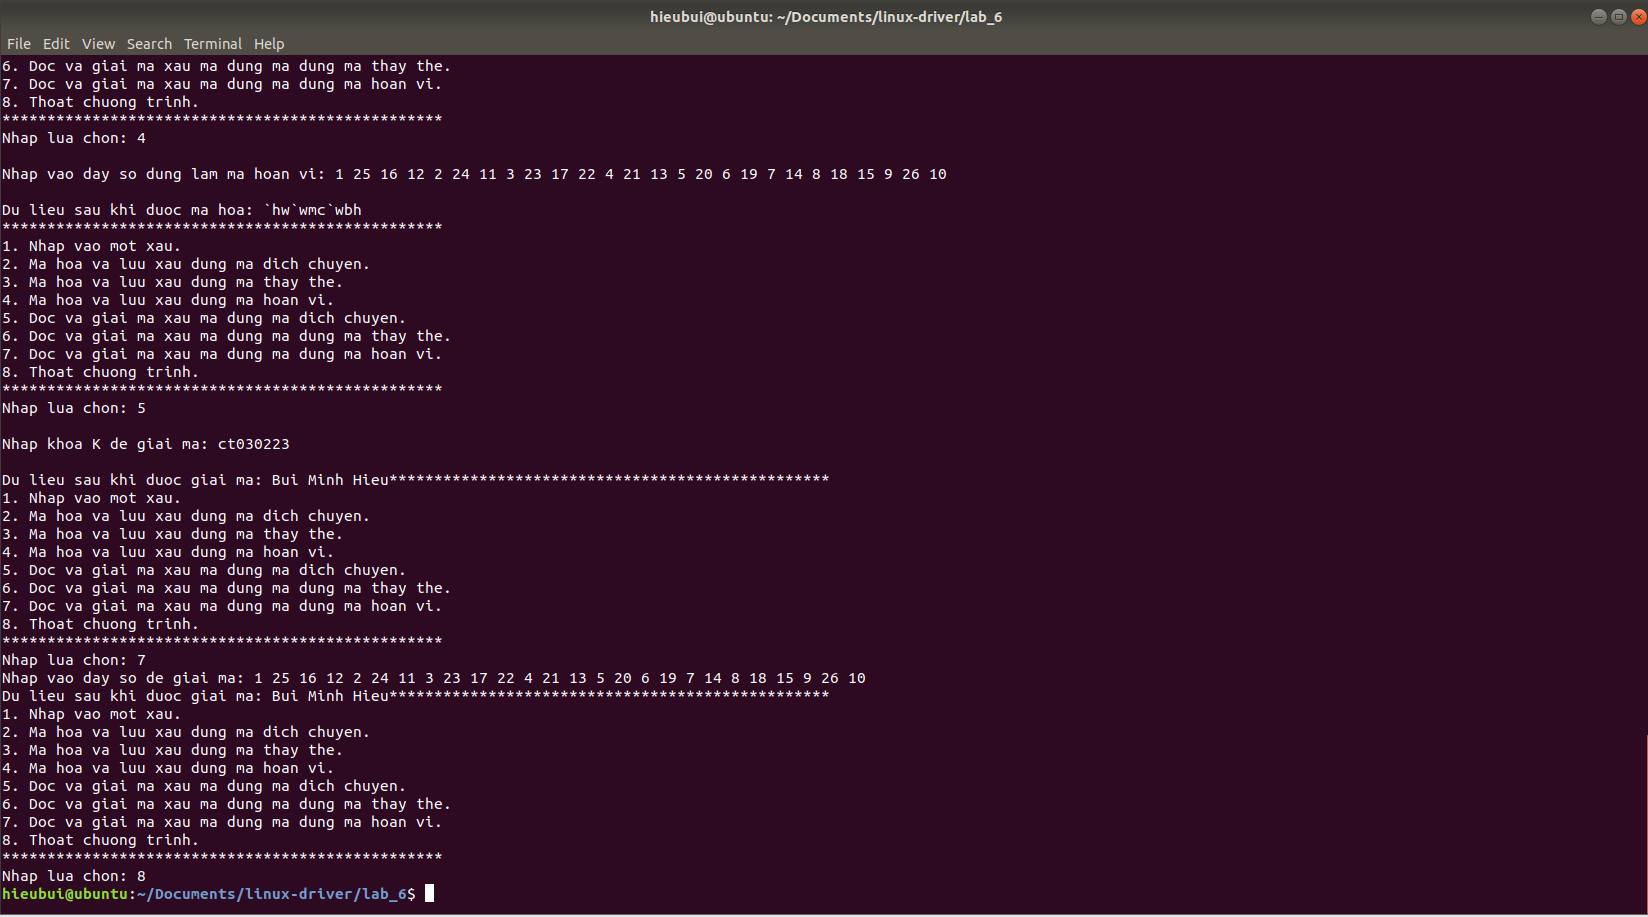 hieubui@ubuntu: ~/Documents/linux-driver/lab_6
File Edit View Search Terminal Help
6. Doc va giai ma xau ma dung ma dung ma thay the.
7. Doc va giai ma xau ma dung ma dung ma hoan vi.
8. Thoat chuong trinh.
*************************************************
Nhap lua chon: 4
Nhap vao day so dung lam ma hoan vi: 1 25 16 12 2 24 11 3 23 17 22 4 21 13 5 20 6 19 7 14 8 18 15 9 26 10
Du lieu sau khi duoc ma hoa: `hw`wmc`wbh
*************************************************
1. Nhap vao mot xau.
2. Ma hoa va luu xau dung ma dich chuyen.
3. Ma hoa va luu xau dung ma thay the.
4. Ma hoa va luu xau dung ma hoan vi.
5. Doc va giai ma xau ma dung ma dich chuyen.
6. Doc va giai ma xau ma dung ma dung ma thay the.
7. Doc va giai ma xau ma dung ma dung ma hoan vi.
8. Thoat chuong trinh.
*************************************************
Nhap lua chon: 5
Nhap khoa K de giai ma: ct030223
Du lieu sau khi duoc giai ma: Bui Minh Hieu*************************************************
1. Nhap vao mot xau.
2. Ma hoa va luu xau dung ma dich chuyen.
3. Ma hoa va luu xau dung ma thay the.
4. Ma hoa va luu xau dung ma hoan vi.
5. Doc va giai ma xau ma dung ma dich chuyen.
6. Doc va giai ma xau ma dung ma dung ma thay the.
7. Doc va giai ma xau ma dung ma dung ma hoan vi.
8. Thoat chuong trinh.
*************************************************
Nhap lua chon: 7
Nhap vao day so de giai ma: 1 25 16 12 2 24 11 3 23 17 22 4 21 13 5 20 6 19 7 14 8 18 15 9 26 10
Du lieu sau khi duoc giai ma: Bui Minh Hieu*************************************************
1. Nhap vao mot xau.
2. Ma hoa va luu xau dung ma dich chuyen.
3. Ma hoa va luu xau dung ma thay the.
4. Ma hoa va luu xau dung ma hoan vi.
5. Doc va giai ma xau ma dung ma dich chuyen.
6. Doc va giai ma xau ma dung ma dung ma thay the.
7. Doc va giai ma xau ma dung ma dung ma hoan vi.
8. Thoat chuong trinh.
*************************************************
Nhap lua chon: 8
hieubui@ubuntu:~/Documents/linux-driver/lab_6$